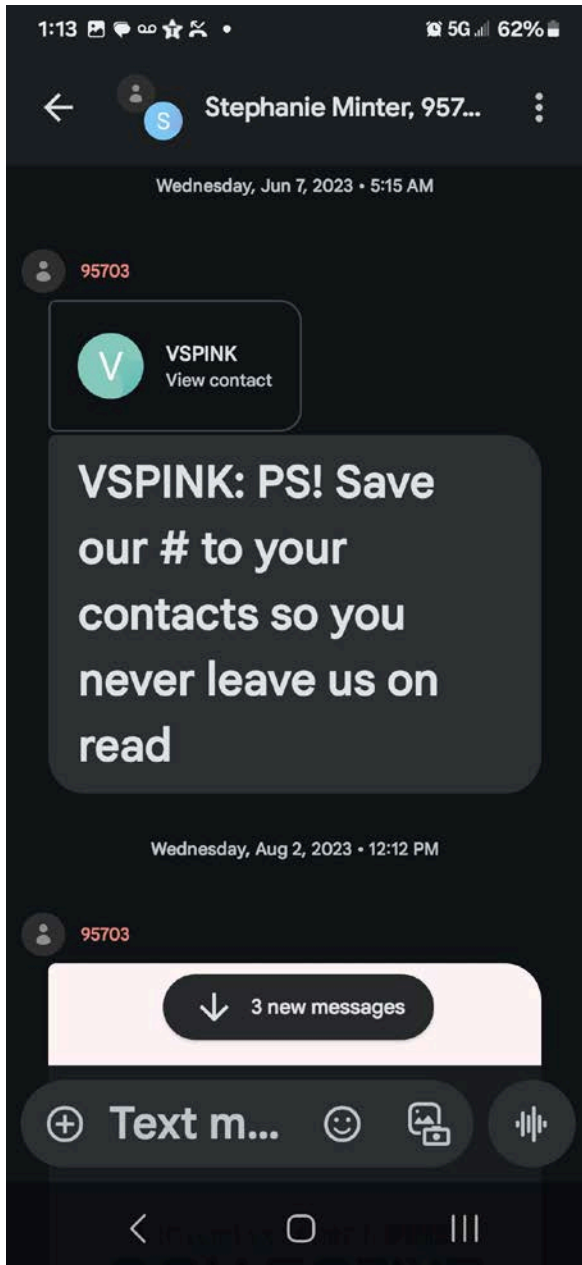 1:13 5G 62%
Stephanie Minter, 957...
Wednesday, Jun 7, 2023 • 5:15 AM
95703
V
VSPINK
View contact
VSPINK: PS! Save
our # to your
contacts so you
never leave us on
read
Wednesday, Aug 2, 2023 • 12:12 PM
95703
3 new messages
Text m...
S